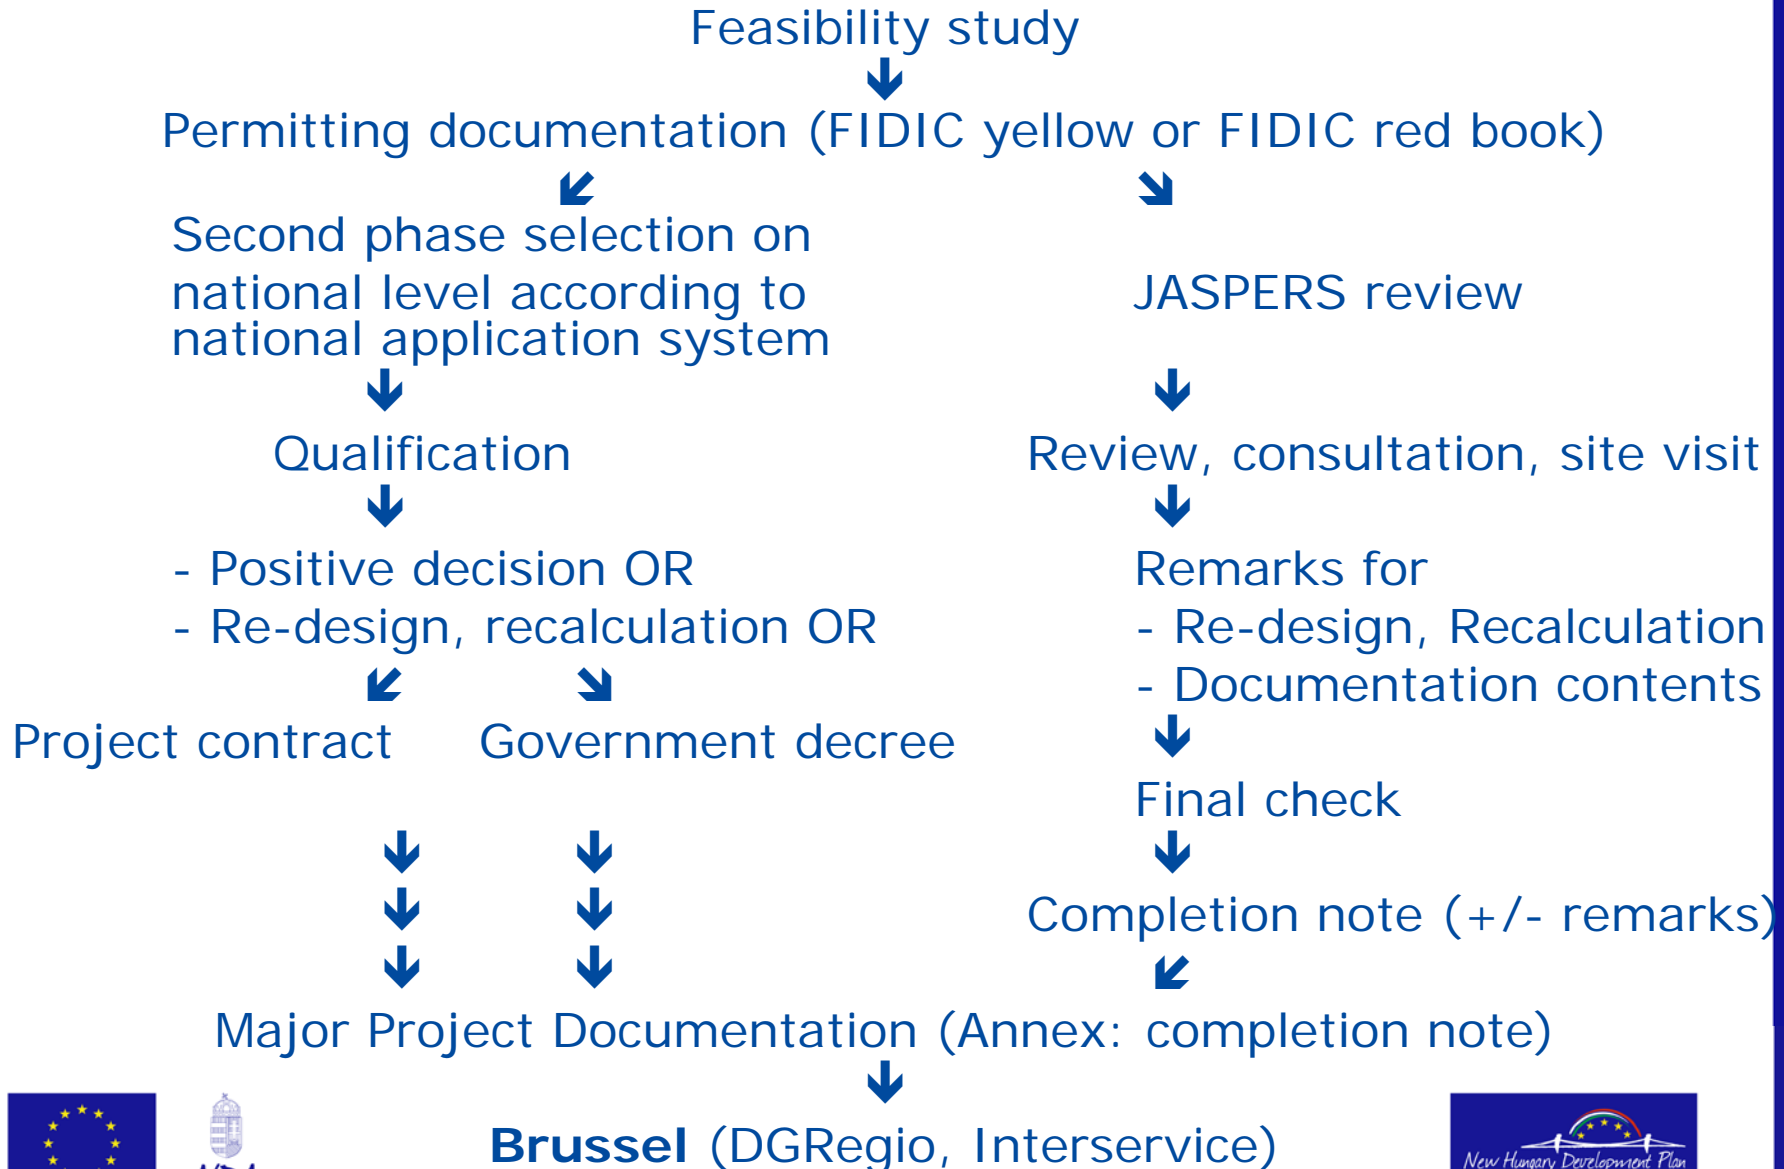 Feasibility study
Permitting documentation (FIDIC yellow or FIDIC red book)
Second phase selection on
national level according to
national application system
JASPERS review
Qualification
Review, consultation, site visit
- Positive decision OR
- Re-design, recalculation OR
Remarks for
- Re-design, Recalculation
- Documentation contents
Project contract
Government decree
Final check
Completion note (+/- remarks)
Major Project Documentation (Annex: completion note)
Brussel (DGRegio, Interservice)
New Hungary Development Plan